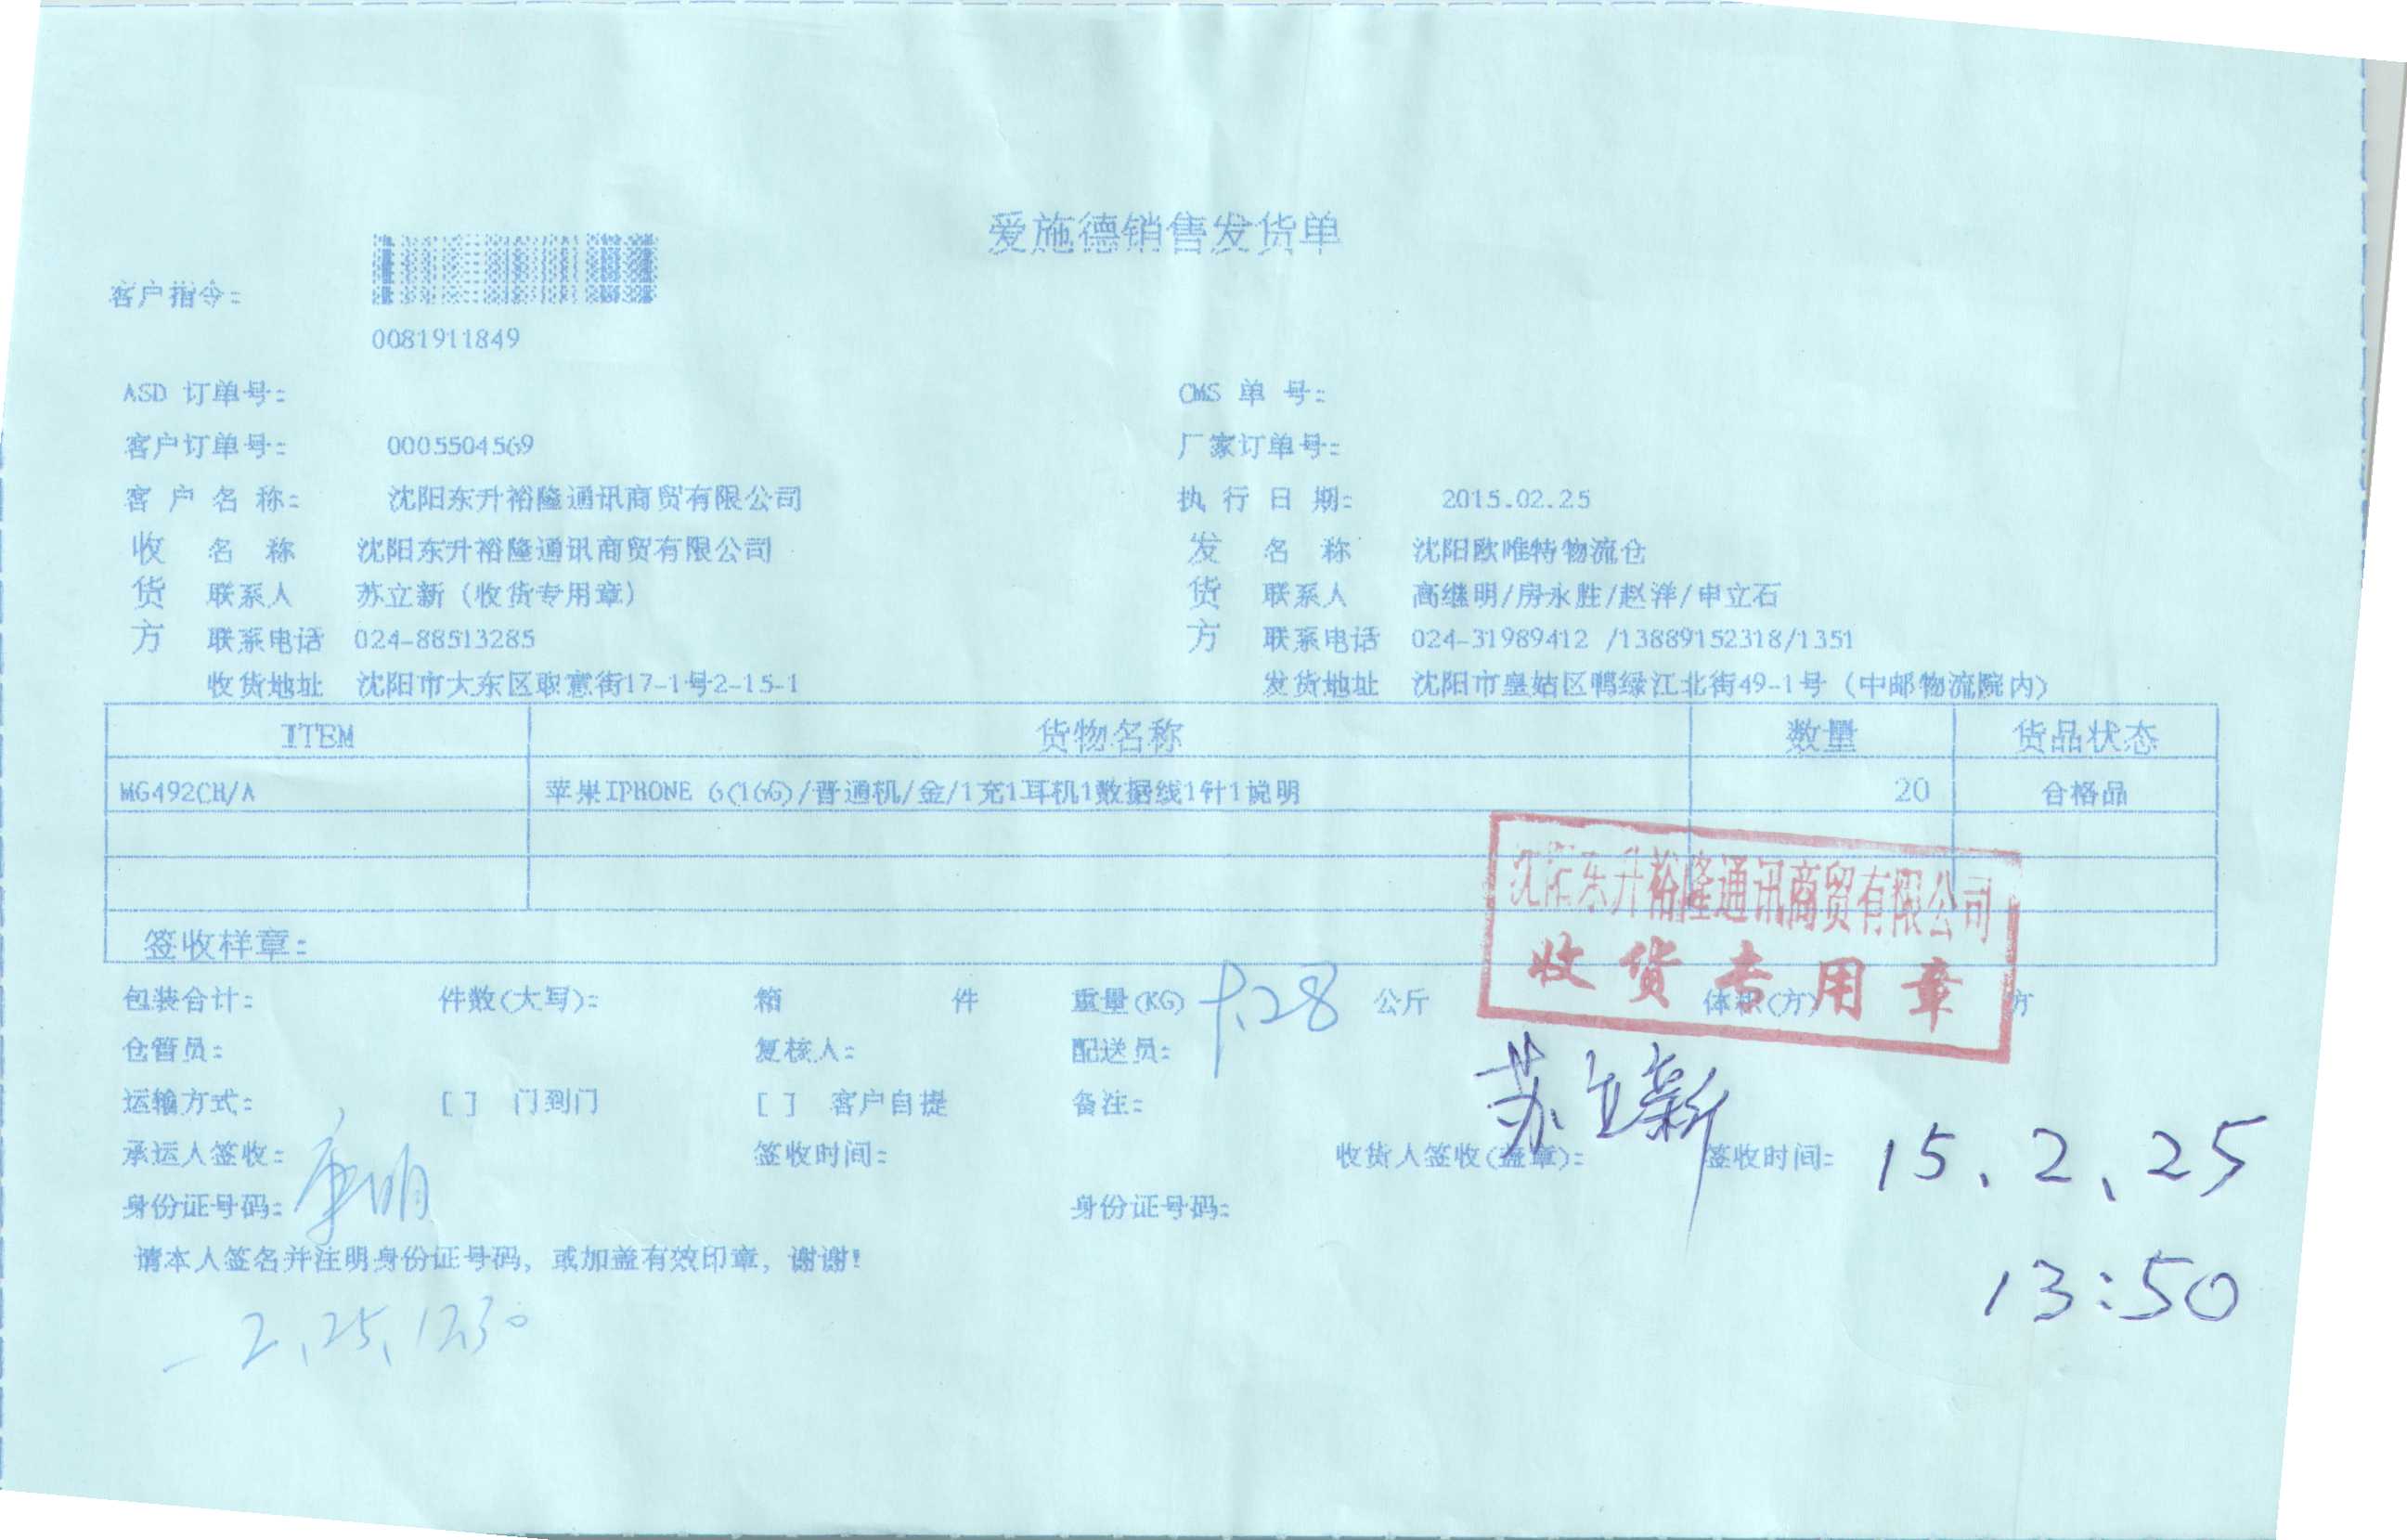 爱施德销售发货单
客户指令:
0081911849
ASD 订单号: CMS 单 号:
客户订单号: 0005504569 厂家订单号:
客 户 名 称: 沈阳东升裕隆通讯商贸有限公司 执 行 日 期: 2015.02.25
收 名 称 沈阳东升裕隆通讯商贸有限公司 发 名 称 沈阳欧唯特物流仓
货 联系人 苏立新(收货专用章) 货 联系人 高继明/房永胜/赵洋/申立石
方 联系电话 024-88513285 方 联系电话 024-31989412 /13889152318/1351
收货地址 沈阳市大东区取意街17-1号2-15-1 发货地址 沈阳市皇姑区鸭绿江北街49-1号 (中邮物流院内)
ITEM 货物名称 数量 货品状态
MG492CH/A 苹果IPHONE 6(16G)/普通机/金/1充1耳机1数据线1针1说明 20 合格品
沈阳东升裕隆通讯商贸有限公司
收货专用章
签收样章:
包装合计: 件数(大写): 箱 件 重量(KG) 9.28 公斤 体积(方) 方
仓管员: 复核人: 配送员:
运输方式: [ ] 门到门 [ ] 客户自提 备注:
苏立新
承运人签收: 签收时间: 收货人签收(盖章): 签收时间: 15、2、25
身份证号码: 身份证号码:
请本人签名并注明身份证号码, 或加盖有效印章, 谢谢!
13:50
2、25、1230